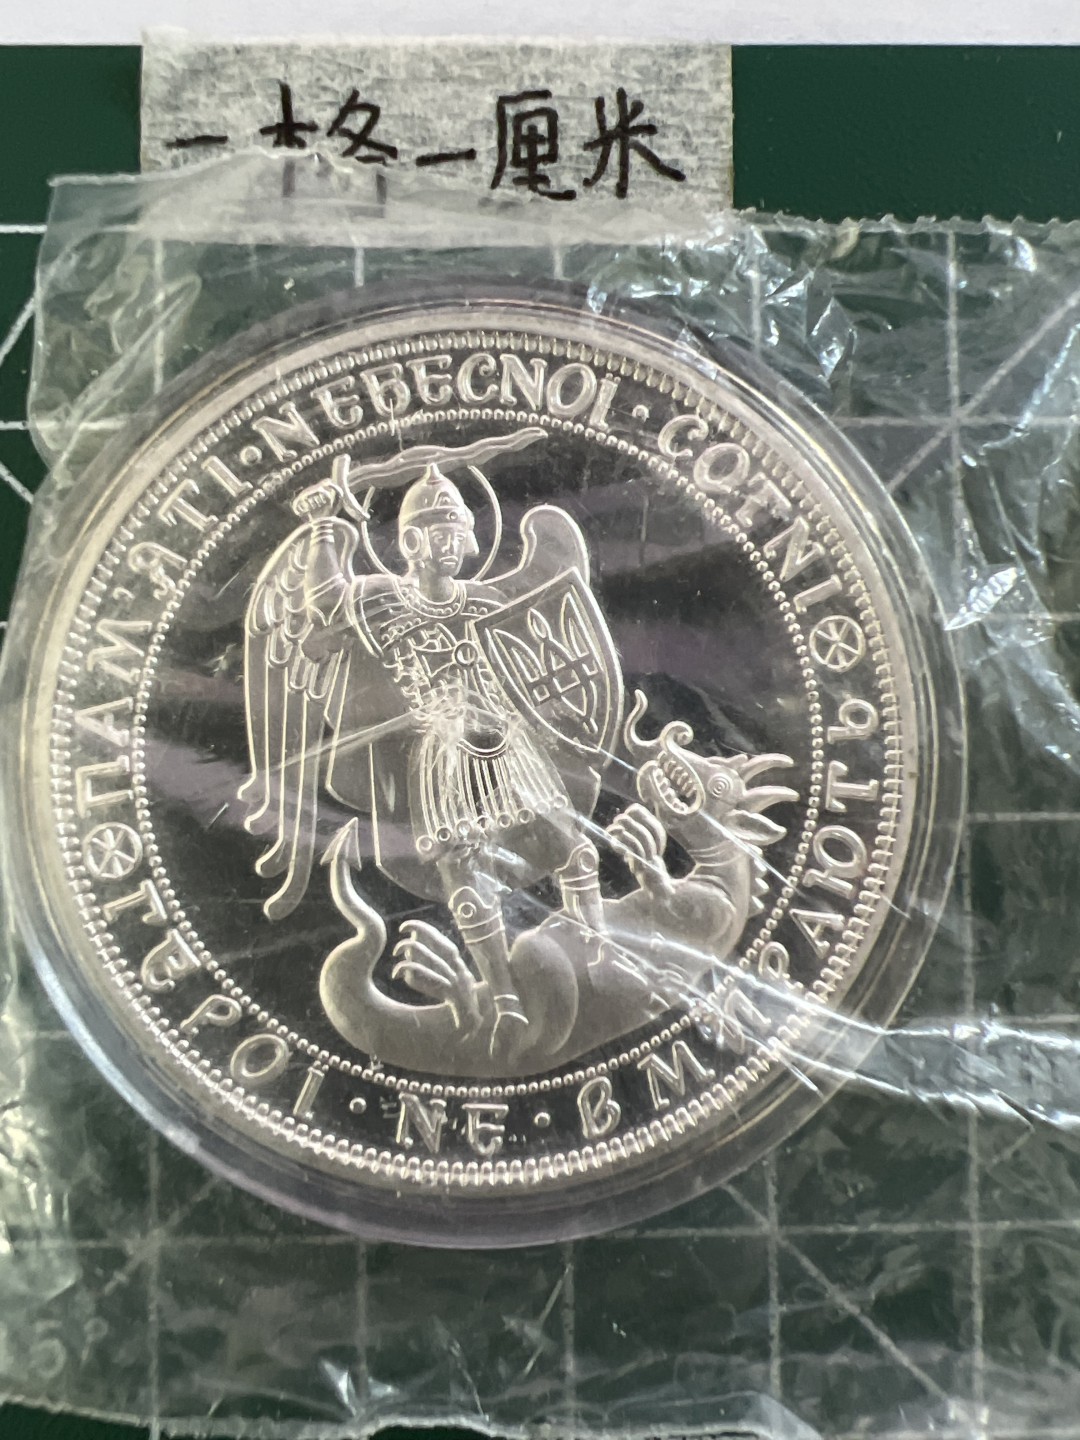 一格一厘米
ПАМ'ЯТІ · НЕБЕСНОЇ · СОТНІ
ГЕРОЇ · НЕ · ВМИРАЮТЬ